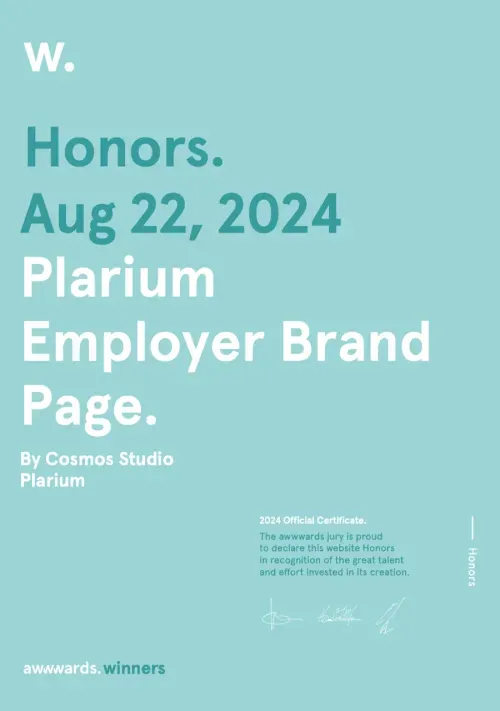 w.
Honors.
Aug 22, 2024
Plarium
Employer Brand
Page.
By Cosmos Studio
Plarium
2024 Official Certificate.
The awwwards jury is proud
to declare this website Honors
in recognition of the great talent
and effort invested in its creation.
Honors
awwwards.winners